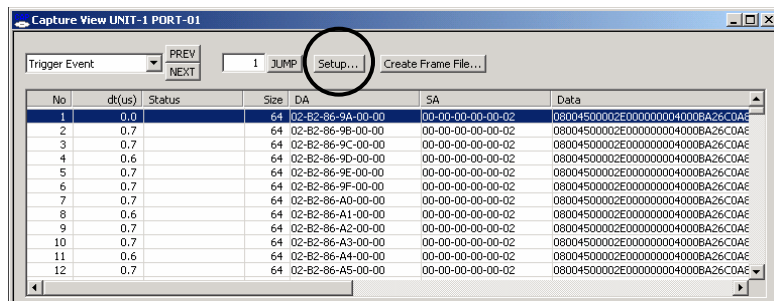 Capture View UNIT-1 PORT-01
Trigger Event PREV NEXT 1 JUMP Setup... Create Frame File...
No dt(us) Status Size DA SA Data
1 0.0 64 02-B2-86-9A-00-00 00-00-00-00-00-02 08004500002E000000004000BA26C0A8
2 0.7 64 02-B2-86-9B-00-00 00-00-00-00-00-02 08004500002E000000004000BA26C0A8
3 0.7 64 02-B2-86-9C-00-00 00-00-00-00-00-02 08004500002E000000004000BA26C0A8
4 0.6 64 02-B2-86-9D-00-00 00-00-00-00-00-02 08004500002E000000004000BA26C0A8
5 0.7 64 02-B2-86-9E-00-00 00-00-00-00-00-02 08004500002E000000004000BA26C0A8
6 0.7 64 02-B2-86-9F-00-00 00-00-00-00-00-02 08004500002E000000004000BA26C0A8
7 0.7 64 02-B2-86-A0-00-00 00-00-00-00-00-02 08004500002E000000004000BA26C0A8
8 0.6 64 02-B2-86-A1-00-00 00-00-00-00-00-02 08004500002E000000004000BA26C0A8
9 0.7 64 02-B2-86-A2-00-00 00-00-00-00-00-02 08004500002E000000004000BA26C0A8
10 0.7 64 02-B2-86-A3-00-00 00-00-00-00-00-02 08004500002E000000004000BA26C0A8
11 0.6 64 02-B2-86-A4-00-00 00-00-00-00-00-02 08004500002E000000004000BA26C0A8
12 0.7 64 02-B2-86-A5-00-00 00-00-00-00-00-02 08004500002E000000004000BA26C0A8